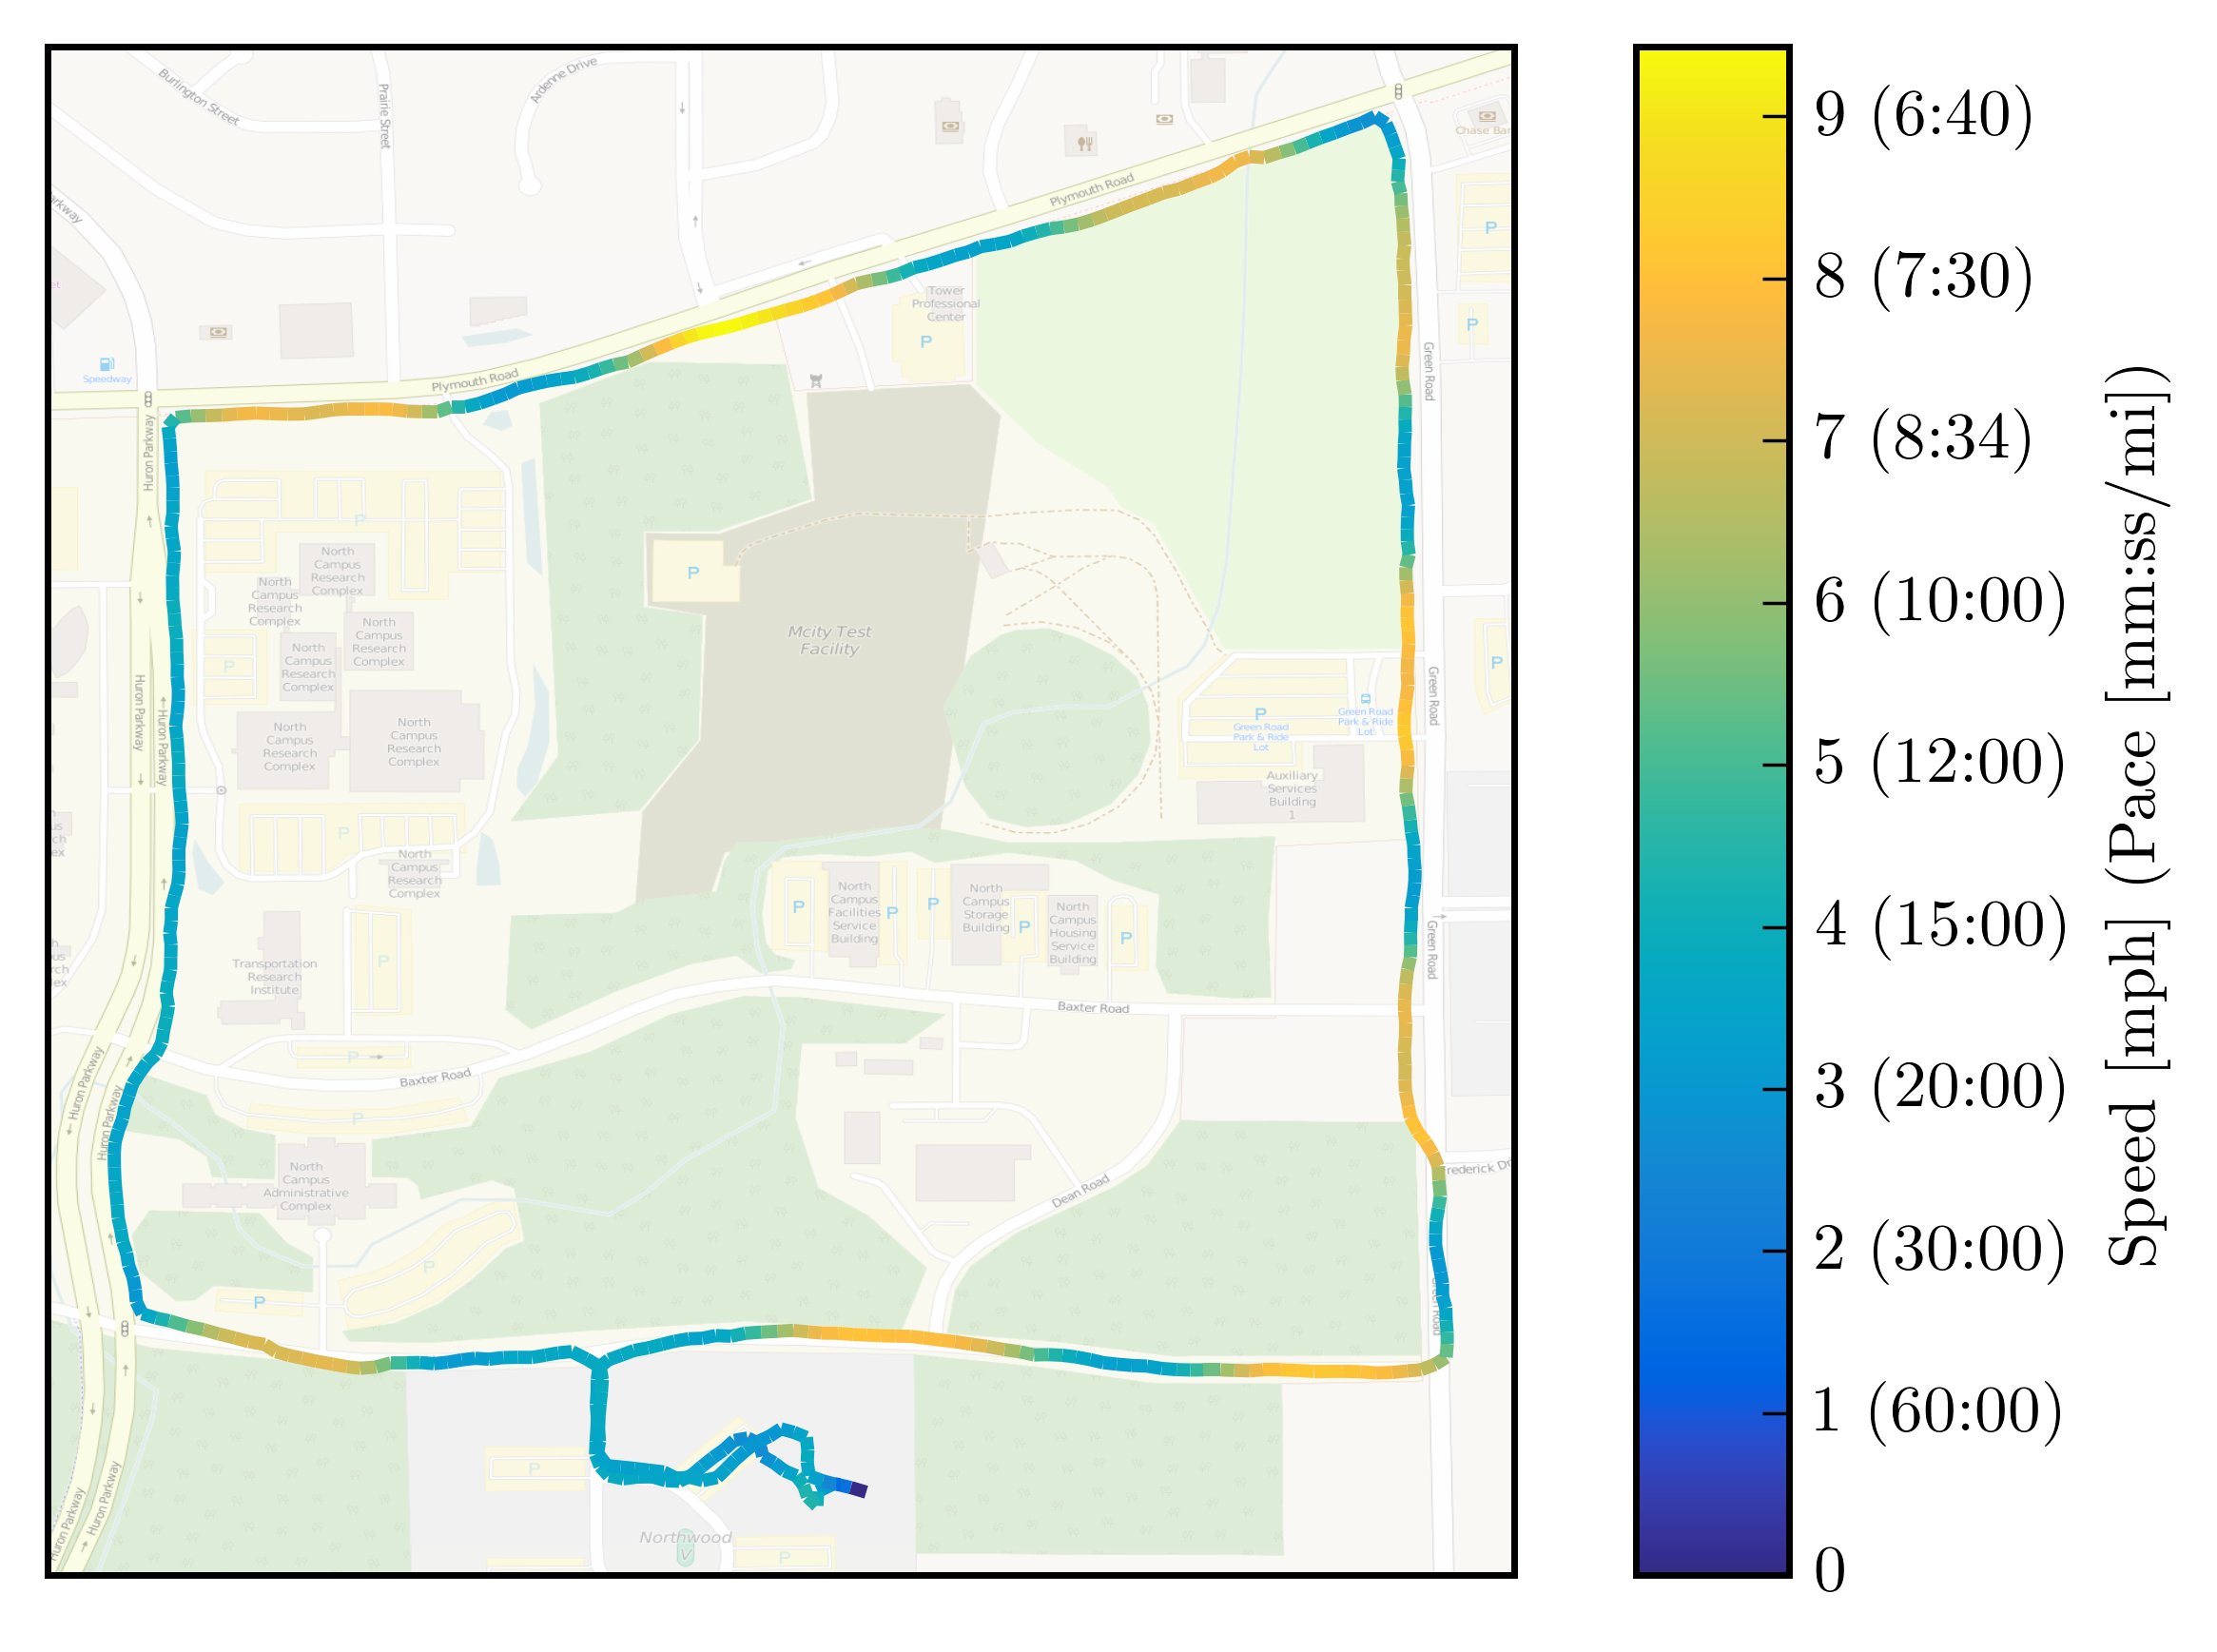 Burlington Street
Prairie Street
Ardenne Drive
Plymouth Road
Chase Bar
arkway
Speedway
P
Tower
Professional
Center
P
P
Plymouth Road
Huron Parkway
Green Road
P
North
Campus
Research
Complex
North
Campus
Research
Complex
North
Campus
Research
Complex
North
Campus
Research
Complex
P
P
Mcity Test
Facility
Green Road
P
Huron Parkway
Huron Parkway
North
Campus
Research
Complex
North
Campus
Research
Complex
P
Green Road
Park & Ride
Lot
Green Road
Park & Ride
Lot
Auxiliary
Services
Building
1
P
North
Campus
Research
Complex
P
North
Campus
Facilities
Service
Building
P
P
North
Campus
Storage
Building
P
North
Campus
Housing
Service
Building
P
Green Road
Transportation
Research
Institute
P
Baxter Road
P
Baxter Road
P
Huron Parkway
Huron Parkway
North
Campus
Administrative
Complex
Dean Road
rederick Dr
P
P
Green Road
P
Northwood
V
P
Huron Parkway
Huron Parkway
9 (6:40)
8 (7:30)
7 (8:34)
6 (10:00)
5 (12:00)
4 (15:00)
3 (20:00)
2 (30:00)
1 (60:00)
0
Speed [mph] (Pace [mm:ss/mi])